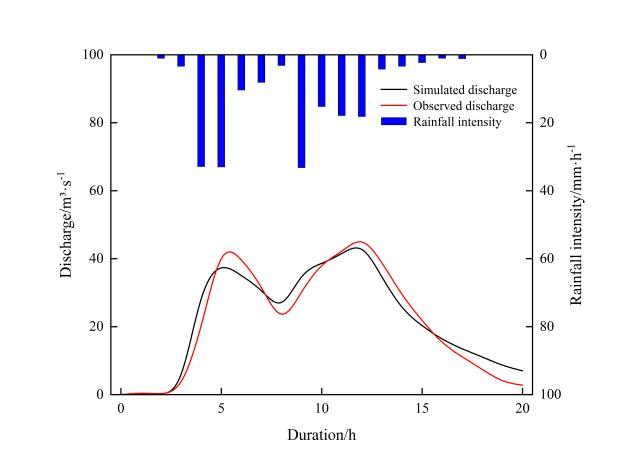 100
80
60
40
20
0
Discharge/m³·s⁻¹
0
20
40
60
80
100
Rainfall intensity/mm·h⁻¹
Simulated discharge
Observed discharge
Rainfall intensity
0 5 10 15 20
Duration/h